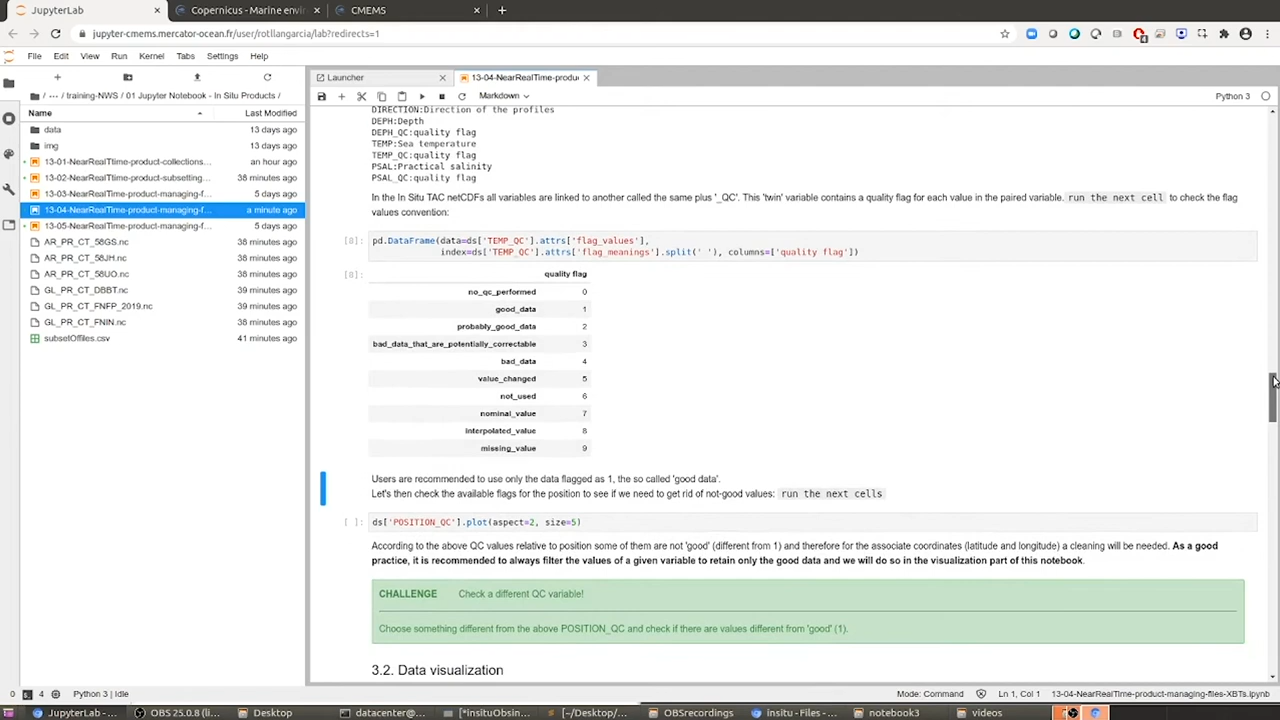 JupyterLab
Copernicus - Marine envi
CMEMS
jupyter-cmems.mercator-ocean.fr/user/rotllangarcia/lab?redirects=1
File Edit View Run Kernel Tabs Settings Help
Launcher
13-04-NearRealTime-produ
/ ··· / training-NWS / 01 Jupyter Notebook - In Situ Products /
Markdown
Python 3
Name Last Modified
data 13 days ago
img 13 days ago
13-01-NearRealTtime-product-collections... an hour ago
13-02-NearRealTtime-product-subsetting... 38 minutes ago
13-03-NearRealTime-product-managing-f... 5 days ago
13-04-NearRealTime-product-managing-f... a minute ago
13-05-NearRealTime-product-managing-f... 5 days ago
AR_PR_CT_58GS.nc 38 minutes ago
AR_PR_CT_58JH.nc 38 minutes ago
AR_PR_CT_58UO.nc 38 minutes ago
GL_PR_CT_DBBT.nc 39 minutes ago
GL_PR_CT_FNFP_2019.nc 39 minutes ago
GL_PR_CT_FNIN.nc 38 minutes ago
subsetOffiles.csv 41 minutes ago
DIRECTION:Direction of the profiles
DEPH:Depth
DEPH_QC:quality flag
TEMP:Sea temperature
TEMP_QC:quality flag
PSAL:Practical salinity
PSAL_QC:quality flag
In the In Situ TAC netCDFs all variables are linked to another called the same plus '_QC'. This 'twin' variable contains a quality flag for each value in the paired variable. run the next cell to check the flag
values convention:
[8]: pd.DataFrame(data=ds['TEMP_QC'].attrs['flag_values'],
index=ds['TEMP_QC'].attrs['flag_meanings'].split(' '), columns=['quality flag'])
[8]: quality flag
no_qc_performed 0
good_data 1
probably_good_data 2
bad_data_that_are_potentially_correctable 3
bad_data 4
value_changed 5
not_used 6
nominal_value 7
interpolated_value 8
missing_value 9
Users are recommended to use only the data flagged as 1, the so called 'good data'.
Let's then check the available flags for the position to see if we need to get rid of not-good values: run the next cells
[ ]: ds['POSITION_QC'].plot(aspect=2, size=5)
According to the above QC values relative to position some of them are not 'good' (different from 1) and therefore for the associate coordinates (latitude and longitude) a cleaning will be needed. As a good
practice, it is recommended to always filter the values of a given variable to retain only the good data and we will do so in the visualization part of this notebook.
CHALLENGE Check a different QC variable!
Choose something different from the above POSITION_QC and check if there are values different from 'good' (1).
3.2. Data visualization
0 4 Python 3 | Idle
Mode: Command Ln 1, Col 1 13-04-NearRealTime-product-managing-files-XBTs.ipynb
JupyterLab - G... OBS 25.0.8 (li... Desktop datacenter@... [*insituObsin... [~/Desktop/... OBSrecordings insitu - Files -... notebook3 videos